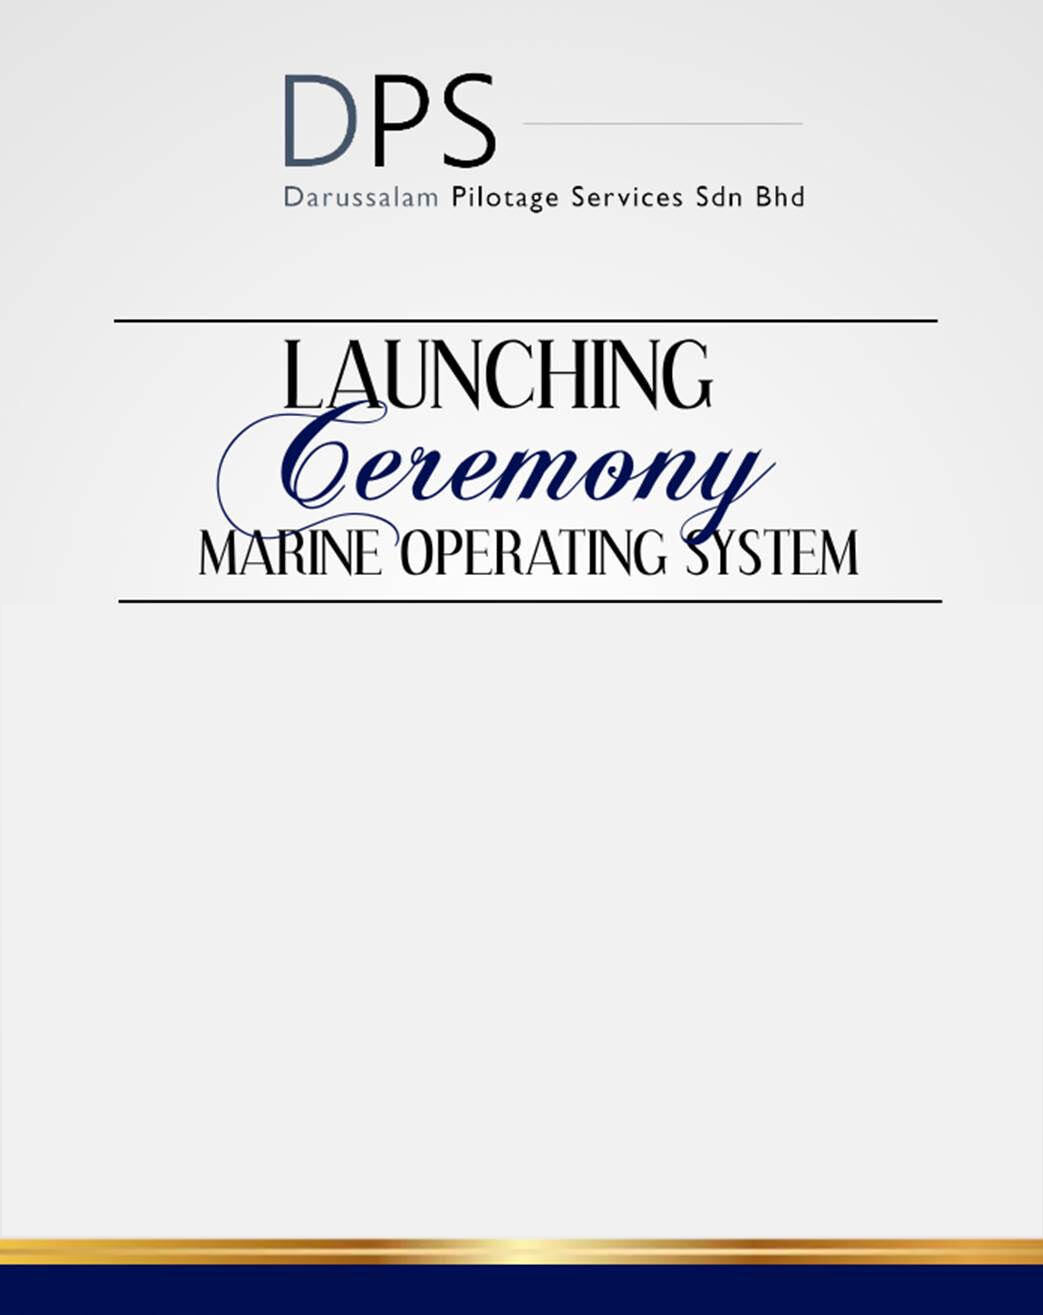 DPS
Darussalam Pilotage Services Sdn Bhd
LAUNCHING
Ceremony
MARINE OPERATING SYSTEM